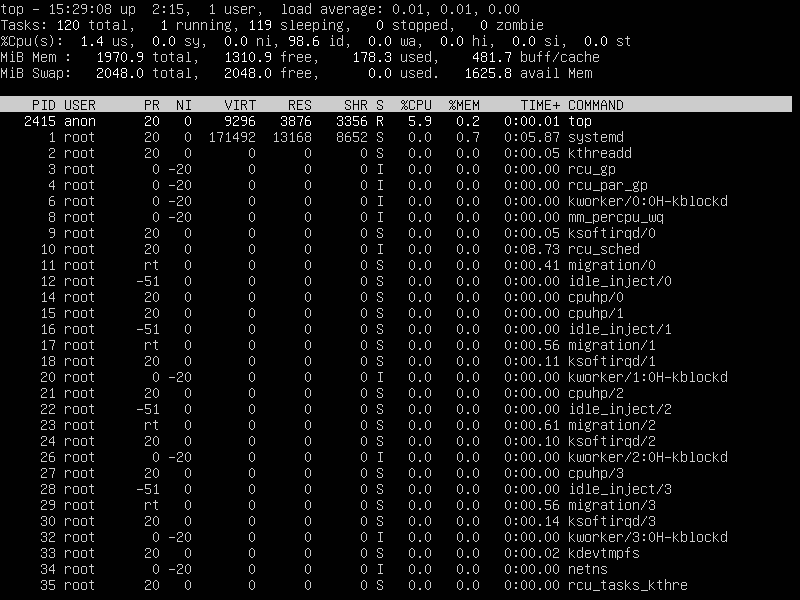 top - 15:29:08 up  2:15,  1 user,  load average: 0.01, 0.01, 0.00
Tasks: 120 total,   1 running, 119 sleeping,   0 stopped,   0 zombie
%Cpu(s):  1.4 us,  0.0 sy,  0.0 ni, 98.6 id,  0.0 wa,  0.0 hi,  0.0 si,  0.0 st
MiB Mem :   1970.9 total,   1310.9 free,    178.3 used,    481.7 buff/cache
MiB Swap:   2048.0 total,   2048.0 free,      0.0 used.   1625.8 avail Mem
PID USER      PR  NI    VIRT    RES    SHR S  %CPU  %MEM     TIME+ COMMAND
2415 anon      20   0    9296   3876   3356 R   5.9   0.2   0:00.01 top
1 root      20   0  171492  13168   8652 S   0.0   0.7   0:05.87 systemd
2 root      20   0       0      0      0 S   0.0   0.0   0:00.05 kthreadd
3 root       0 -20       0      0      0 I   0.0   0.0   0:00.00 rcu_gp
4 root       0 -20       0      0      0 I   0.0   0.0   0:00.00 rcu_par_gp
6 root       0 -20       0      0      0 I   0.0   0.0   0:00.00 kworker/0:0H-kblockd
8 root       0 -20       0      0      0 I   0.0   0.0   0:00.00 mm_percpu_wq
9 root      20   0       0      0      0 S   0.0   0.0   0:00.05 ksoftirqd/0
10 root      20   0       0      0      0 I   0.0   0.0   0:08.73 rcu_sched
11 root      rt   0       0      0      0 S   0.0   0.0   0:00.41 migration/0
12 root     -51   0       0      0      0 S   0.0   0.0   0:00.00 idle_inject/0
14 root      20   0       0      0      0 S   0.0   0.0   0:00.00 cpuhp/0
15 root      20   0       0      0      0 S   0.0   0.0   0:00.00 cpuhp/1
16 root     -51   0       0      0      0 S   0.0   0.0   0:00.00 idle_inject/1
17 root      rt   0       0      0      0 S   0.0   0.0   0:00.56 migration/1
18 root      20   0       0      0      0 S   0.0   0.0   0:00.11 ksoftirqd/1
20 root       0 -20       0      0      0 I   0.0   0.0   0:00.00 kworker/1:0H-kblockd
21 root      20   0       0      0      0 S   0.0   0.0   0:00.00 cpuhp/2
22 root     -51   0       0      0      0 S   0.0   0.0   0:00.00 idle_inject/2
23 root      rt   0       0      0      0 S   0.0   0.0   0:00.61 migration/2
24 root      20   0       0      0      0 S   0.0   0.0   0:00.10 ksoftirqd/2
26 root       0 -20       0      0      0 I   0.0   0.0   0:00.00 kworker/2:0H-kblockd
27 root      20   0       0      0      0 S   0.0   0.0   0:00.00 cpuhp/3
28 root     -51   0       0      0      0 S   0.0   0.0   0:00.00 idle_inject/3
29 root      rt   0       0      0      0 S   0.0   0.0   0:00.56 migration/3
30 root      20   0       0      0      0 S   0.0   0.0   0:00.14 ksoftirqd/3
32 root       0 -20       0      0      0 I   0.0   0.0   0:00.00 kworker/3:0H-kblockd
33 root      20   0       0      0      0 S   0.0   0.0   0:00.02 kdevtmpfs
34 root       0 -20       0      0      0 I   0.0   0.0   0:00.00 netns
35 root      20   0       0      0      0 S   0.0   0.0   0:00.00 rcu_tasks_kthre